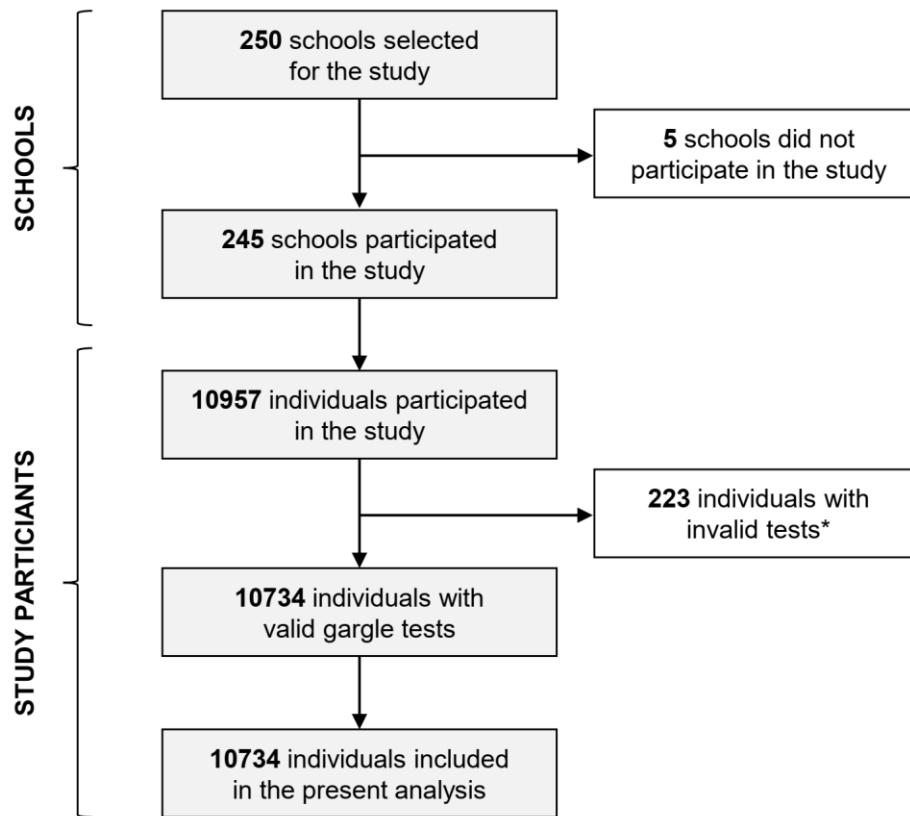 SCHOOLS
250 schools selected
for the study
5 schools did not
participate in the study
245 schools participated
in the study
STUDY PARTICIANTS
10957 individuals participated
in the study
223 individuals with
invalid tests*
10734 individuals with
valid gargle tests
10734 individuals included
in the present analysis